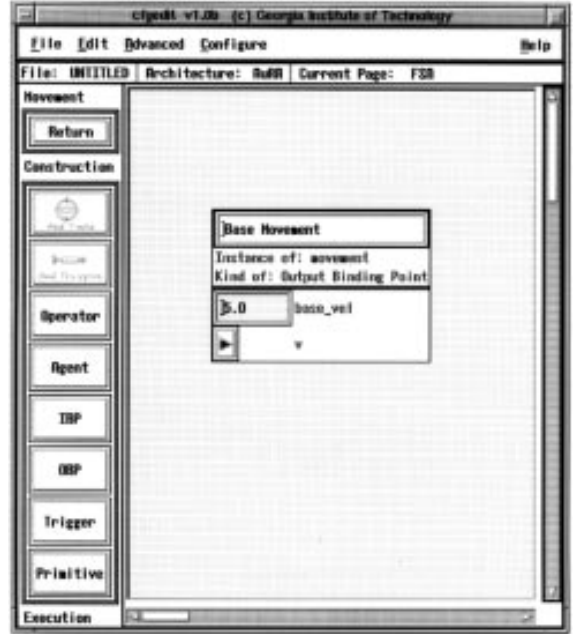 cfgedit v1.0b (c) Georgia Institute of Technology
File Edit Advanced Configure Help
File: UNTITLED Architecture: AuRA Current Page: FSA
Movement
Return
Construction
Operator
Agent
IBP
OBP
Trigger
Primitive
Execution
Base Movement
Instance of: movement
Kind of: Output Binding Point
5.0 base_vel
v